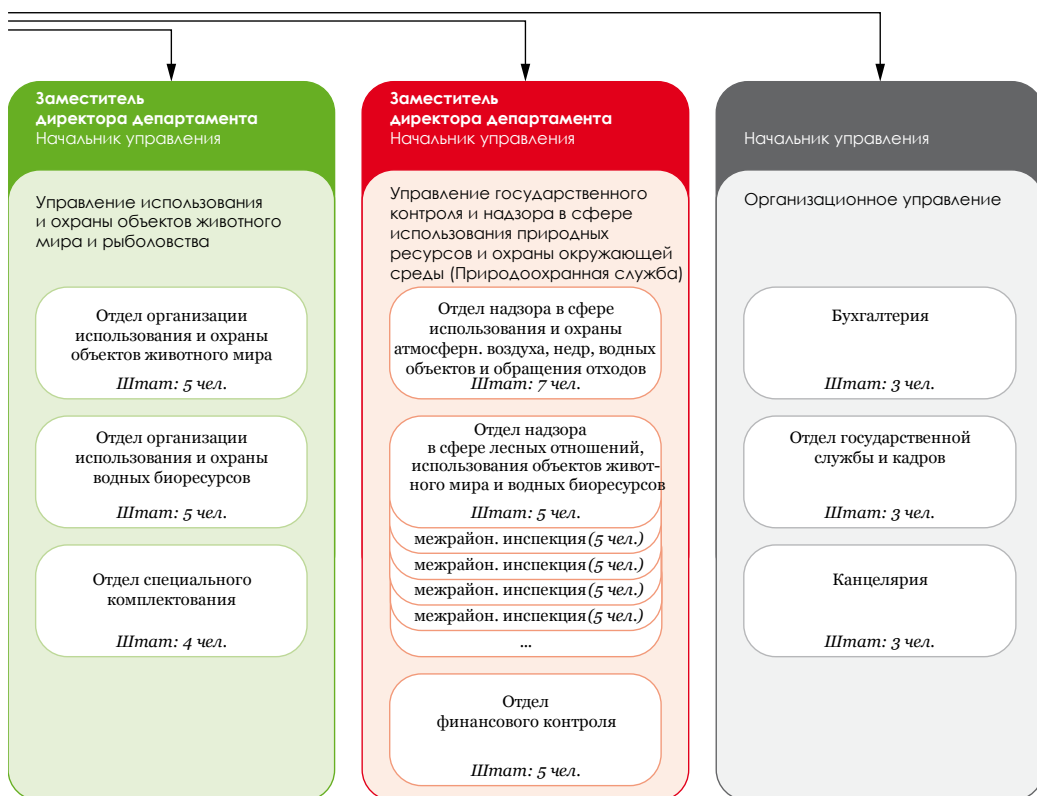 Заместитель
директора департамента
Начальник управления
Управление использования
и охраны объектов животного
мира и рыболовства
Отдел организации
использования и охраны
объектов животного мира
Штат: 5 чел.
Отдел организации
использования и охраны
водных биоресурсов
Штат: 5 чел.
Отдел специального
комплектования
Штат: 4 чел.
Заместитель
директора департамента
Начальник управления
Управление государственного
контроля и надзора в сфере
использования природных
ресурсов и охраны окружающей
среды (Природоохранная служба)
Отдел надзора в сфере
использования и охраны
атмосферн. воздуха, недр, водных
объектов и обращения отходов
Штат: 7 чел.
Отдел надзора
в сфере лесных отношений,
использования объектов живот-
ного мира и водных биоресурсов
Штат: 5 чел.
межрайон. инспекция (5 чел.)
межрайон. инспекция (5 чел.)
межрайон. инспекция (5 чел.)
межрайон. инспекция (5 чел.)
...
Отдел
финансового контроля
Штат: 5 чел.
Начальник управления
Организационное управление
Бухгалтерия
Штат: 3 чел.
Отдел государственной
службы и кадров
Штат: 3 чел.
Канцелярия
Штат: 3 чел.